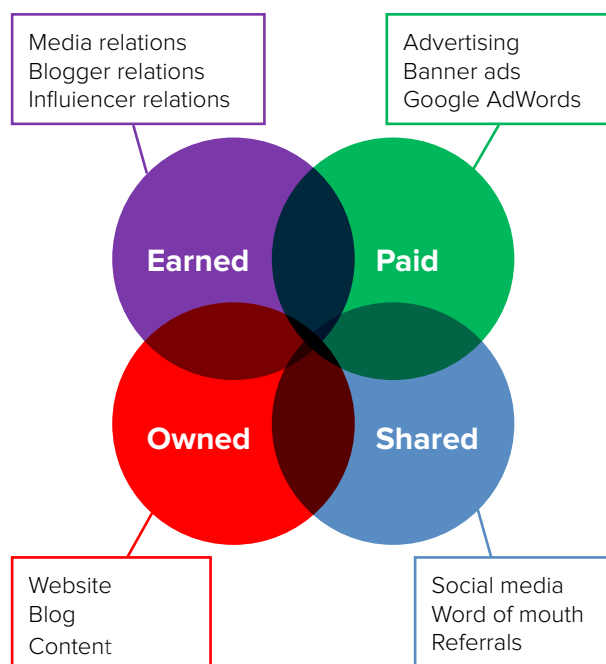 Media relations
Blogger relations
Influiencer relations
Advertising
Banner ads
Google AdWords
Earned
Paid
Owned
Shared
Website
Blog
Content
Social media
Word of mouth
Referrals